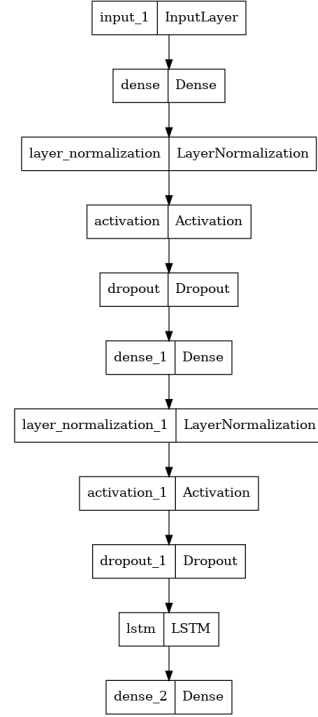 input_1 InputLayer
dense Dense
layer_normalization LayerNormalization
activation Activation
dropout Dropout
dense_1 Dense
layer_normalization_1 LayerNormalization
activation_1 Activation
dropout_1 Dropout
lstm LSTM
dense_2 Dense